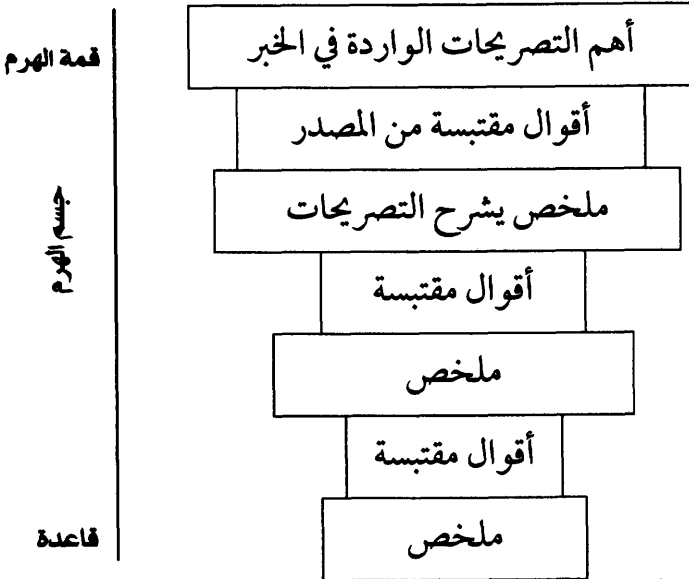 قمة الهرم
أهم التصريحات الواردة في الخبر
أقوال مقتبسة من المصدر
جسم الهرم
ملخص يشرح التصريحات
أقوال مقتبسة
ملخص
أقوال مقتبسة
قاعدة
ملخص